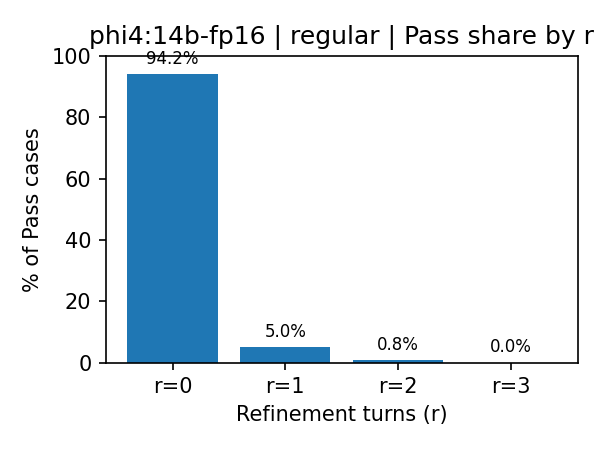 phi4:14b-fp16 | regular | Pass share by r
% of Pass cases
100
80
60
40
20
0
94.2%
5.0%
0.8%
0.0%
r=0
r=1
r=2
r=3
Refinement turns (r)